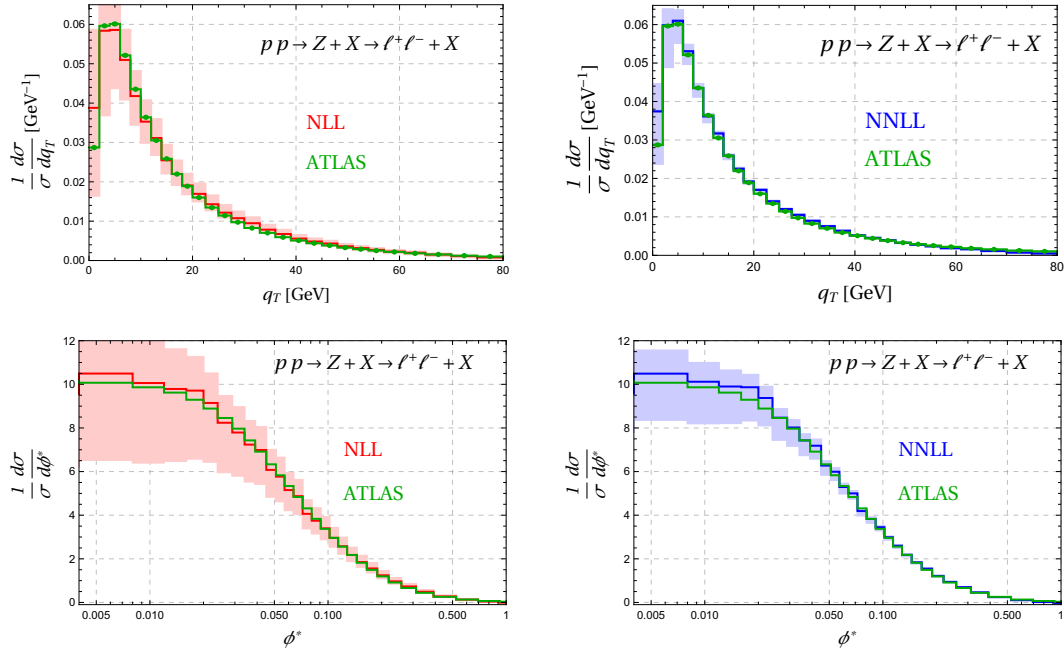 p p → Z + X → ℓ⁺ ℓ⁻ + X
NLL
ATLAS
1/σ dσ/dq_T [GeV⁻¹]
0.06
0.05
0.04
0.03
0.02
0.01
0.00
0 20 40 60 80
q_T [GeV]
p p → Z + X → ℓ⁺ ℓ⁻ + X
NNLL
ATLAS
1/σ dσ/dq_T [GeV⁻¹]
0.06
0.05
0.04
0.03
0.02
0.01
0.00
0 20 40 60 80
q_T [GeV]
p p → Z + X → ℓ⁺ ℓ⁻ + X
NLL
ATLAS
1/σ dσ/dϕ*
12
10
8
6
4
2
0
0.005 0.010 0.050 0.100 0.500 1
ϕ*
p p → Z + X → ℓ⁺ ℓ⁻ + X
NNLL
ATLAS
1/σ dσ/dϕ*
12
10
8
6
4
2
0
0.005 0.010 0.050 0.100 0.500 1
ϕ*